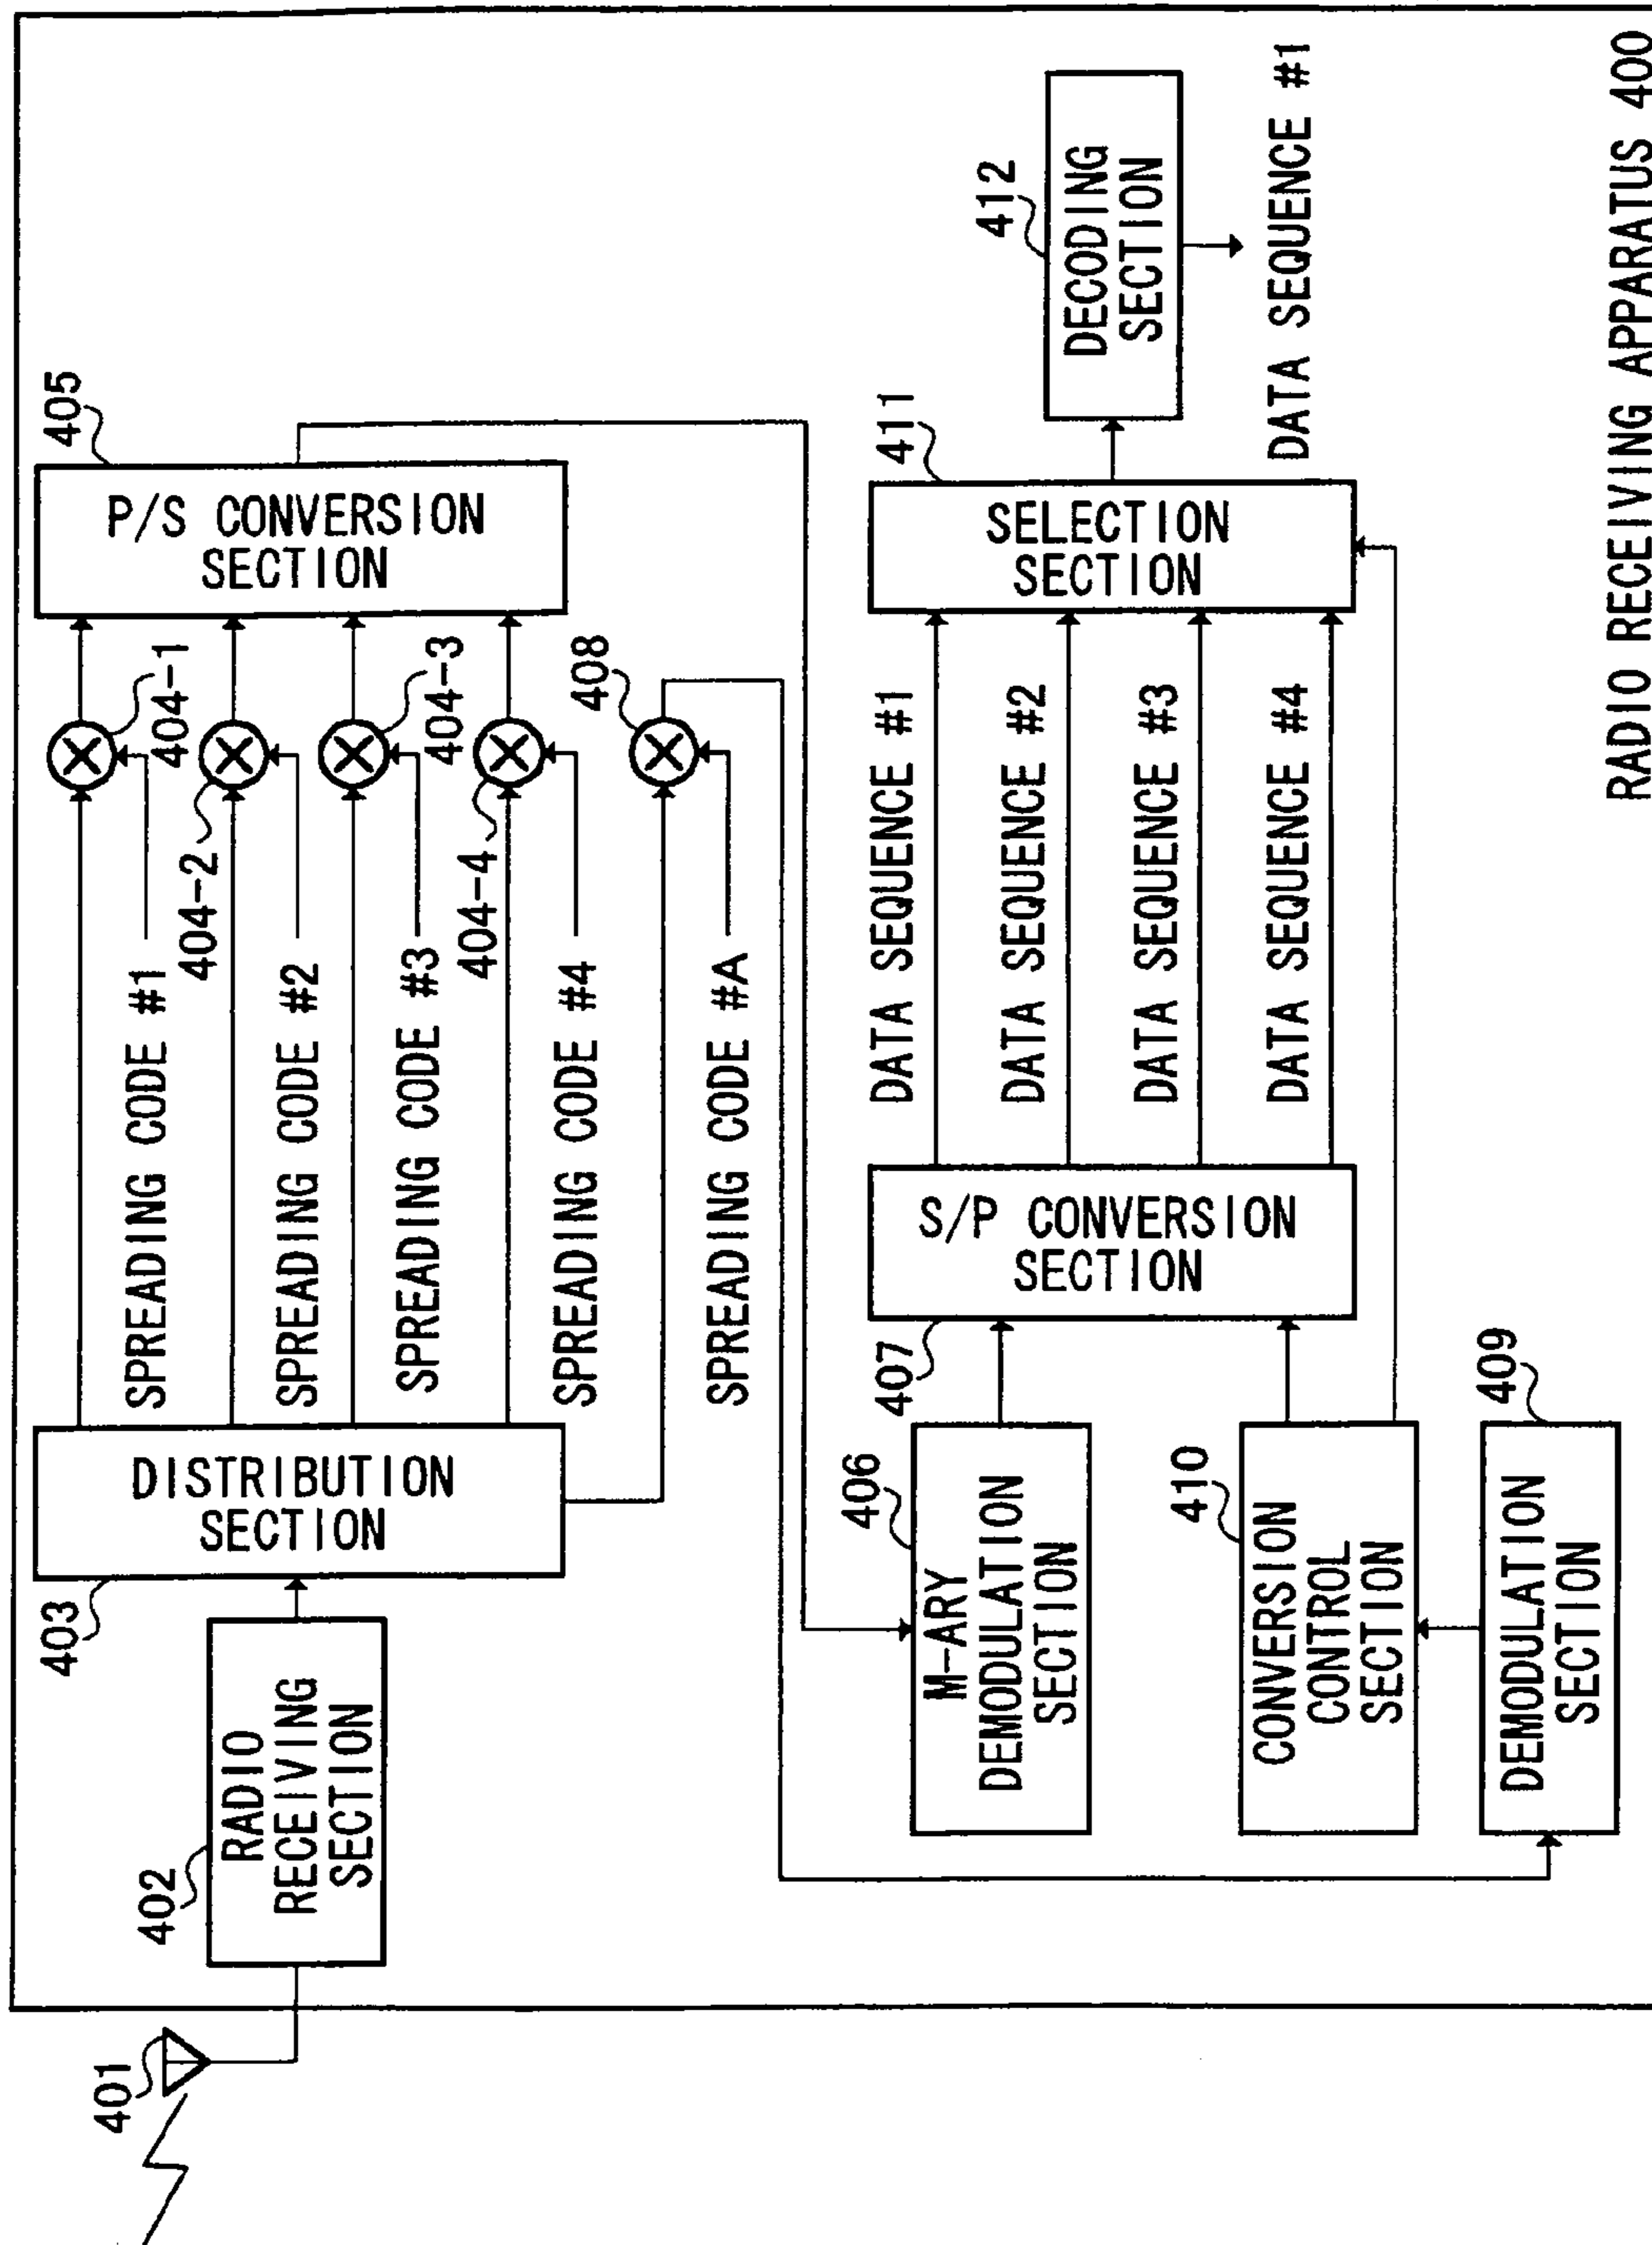 401
402
RADIO
RECEIVING
SECTION
403
DISTRIBUTION
SECTION
SPREADING CODE #1
404-1
404-2
SPREADING CODE #2
SPREADING CODE #3
404-3
404-4
SPREADING CODE #4
408
SPREADING CODE #A
405
P/S CONVERSION
SECTION
406
M-ARY
DEMODULATION
SECTION
410
CONVERSION
CONTROL
SECTION
409
DEMODULATION
SECTION
407
S/P CONVERSION
SECTION
DATA SEQUENCE #1
DATA SEQUENCE #2
DATA SEQUENCE #3
DATA SEQUENCE #4
411
SELECTION
SECTION
412
DECODING
SECTION
DATA SEQUENCE #1
RADIO RECEIVING APPARATUS 400